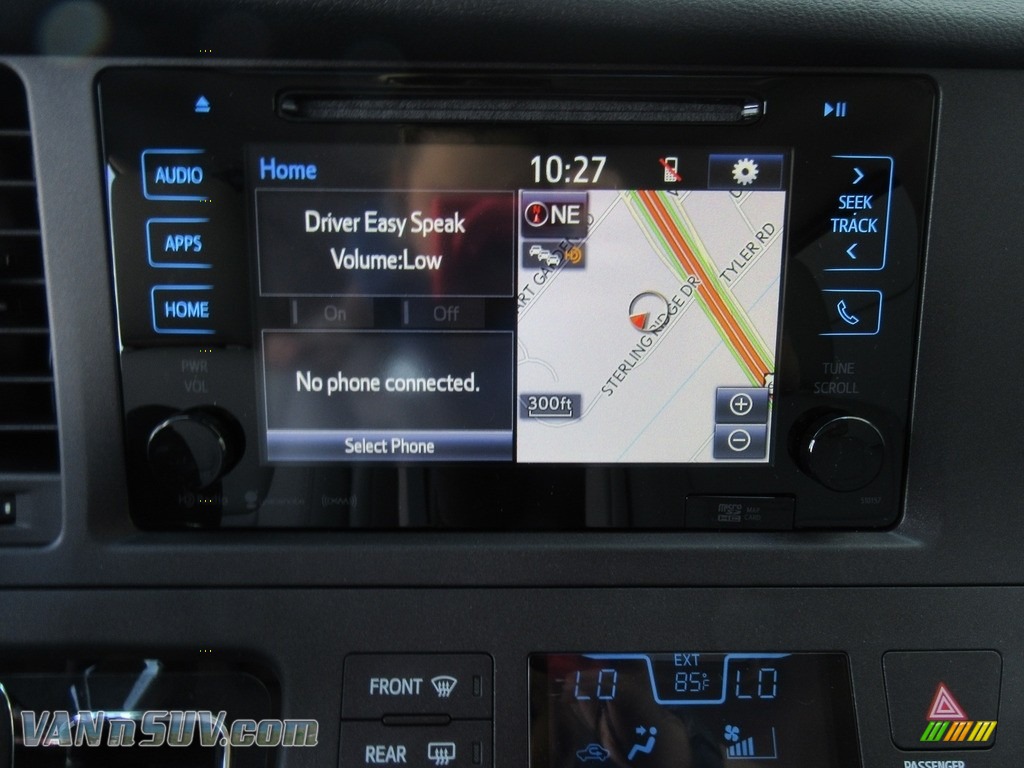 AUDIO
APPS
HOME
PWR
VOL
Home
10:27
Driver Easy Speak
Volume:Low
On Off
No phone connected.
Select Phone
NE
TYLER RD
STERLING RIDGE DR
300ft
SEEK
TRACK
TUNE
SCROLL
FRONT
REAR
LO
EXT
85°F
LO
PASSENGER
VANnSUV.com